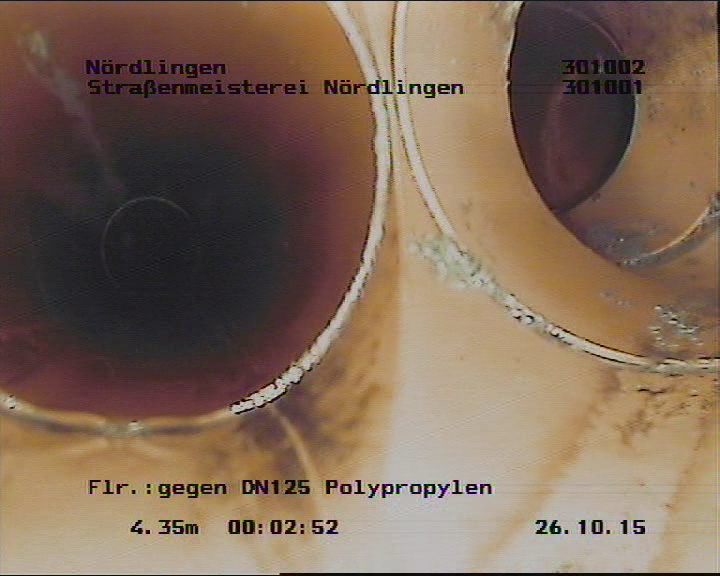 Nördlingen 301002
Straßenmeisterei Nördlingen 301001
Flr.:gegen DN125 Polypropylen
4.35m 00:02:52 26.10.15